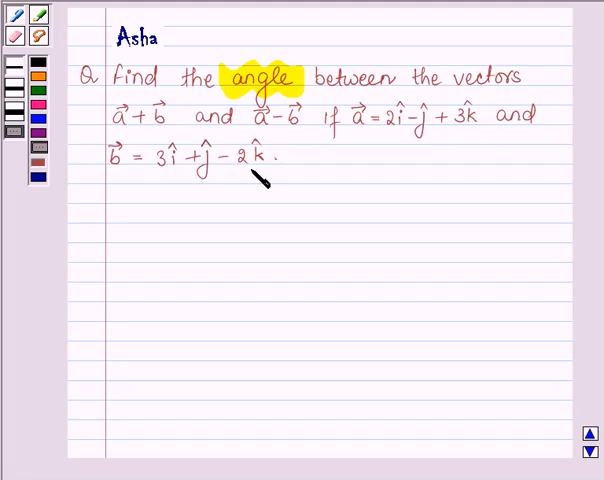 Asha
Q Find the angle between the vectors
a⃗ + b⃗ and a⃗ - b⃗ if a⃗ = 2î - ĵ + 3k̂ and
b⃗ = 3î + ĵ - 2k̂.